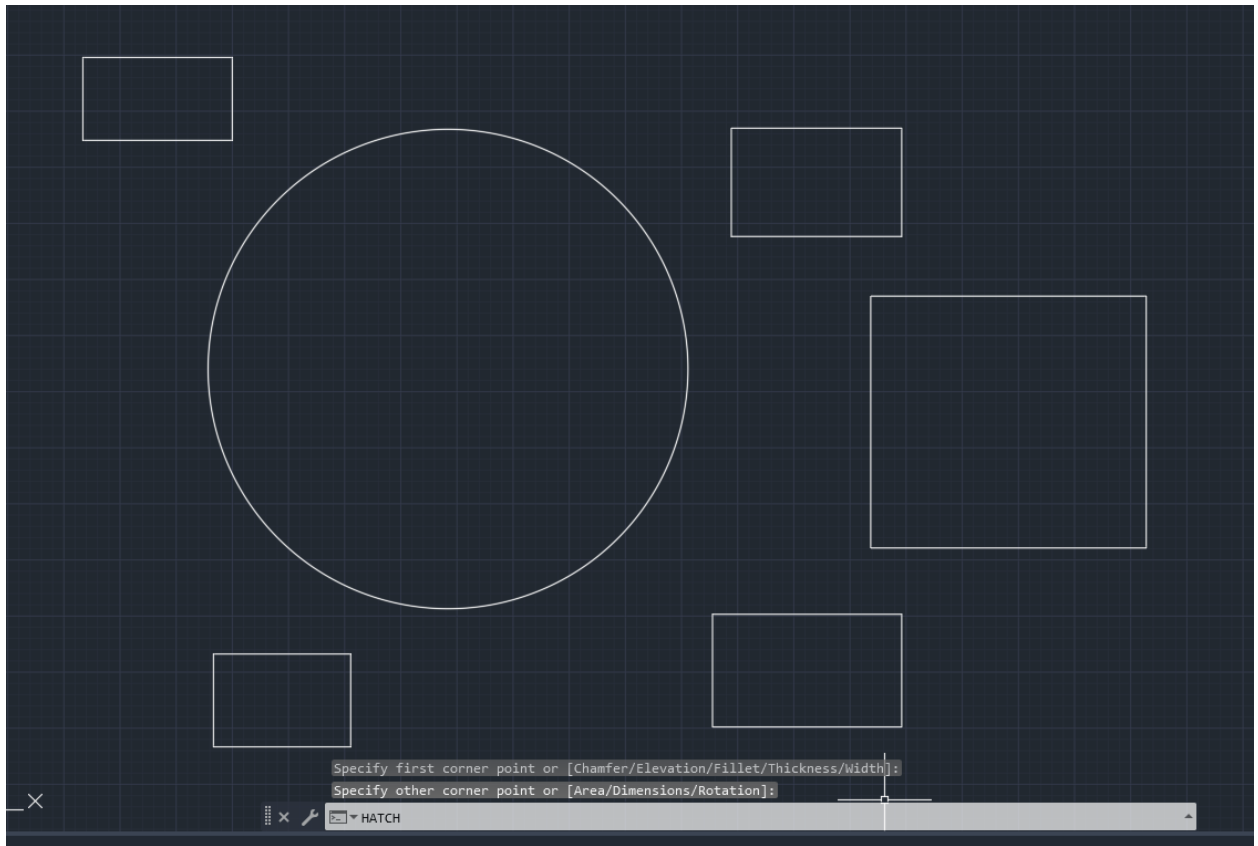 Specify first corner point or [Chamfer/Elevation/Fillet/Thickness/Width]:
Specify other corner point or [Area/Dimensions/Rotation]:
HATCH